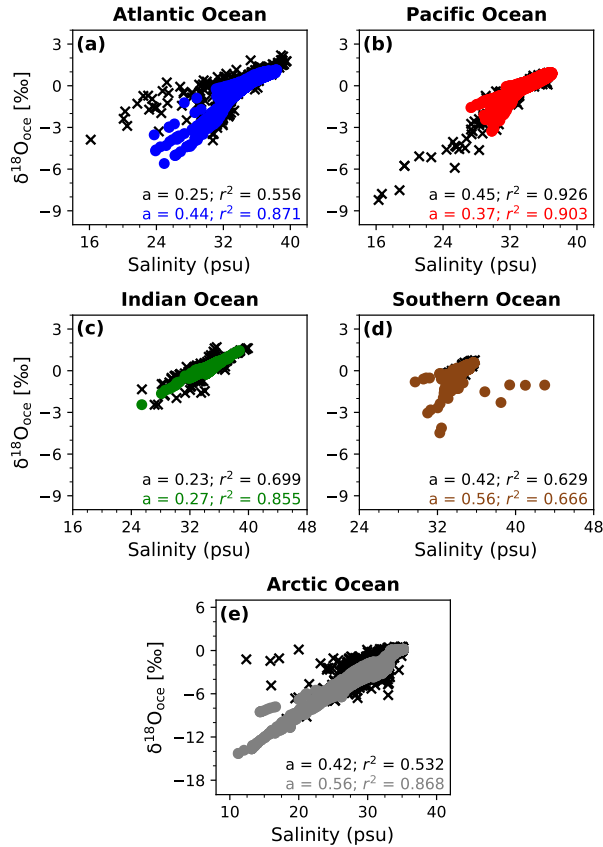 Atlantic Ocean
(a)
δ¹⁸Oₒcₑ [‰]
3
0
−3
−6
−9
16
24
32
40
a = 0.25; r² = 0.556
a = 0.44; r² = 0.871
Salinity (psu)
Pacific Ocean
(b)
3
0
−3
−6
−9
16
24
32
40
a = 0.45; r² = 0.926
a = 0.37; r² = 0.903
Salinity (psu)
Indian Ocean
(c)
δ¹⁸Oₒcₑ [‰]
3
0
−3
−6
−9
16
24
32
40
48
a = 0.23; r² = 0.699
a = 0.27; r² = 0.855
Salinity (psu)
Southern Ocean
(d)
3
0
−3
−6
−9
24
32
40
48
a = 0.42; r² = 0.629
a = 0.56; r² = 0.666
Salinity (psu)
Arctic Ocean
(e)
δ¹⁸Oₒcₑ [‰]
6
0
−6
−12
−18
10
20
30
40
a = 0.42; r² = 0.532
a = 0.56; r² = 0.868
Salinity (psu)